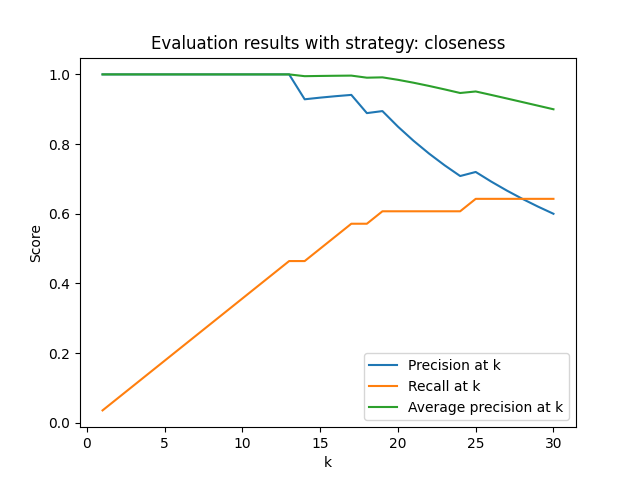 Evaluation results with strategy: closeness
1.0
0.8
0.6
0.4
0.2
0.0
Score
0
5
10
15
20
25
30
k
Precision at k
Recall at k
Average precision at k